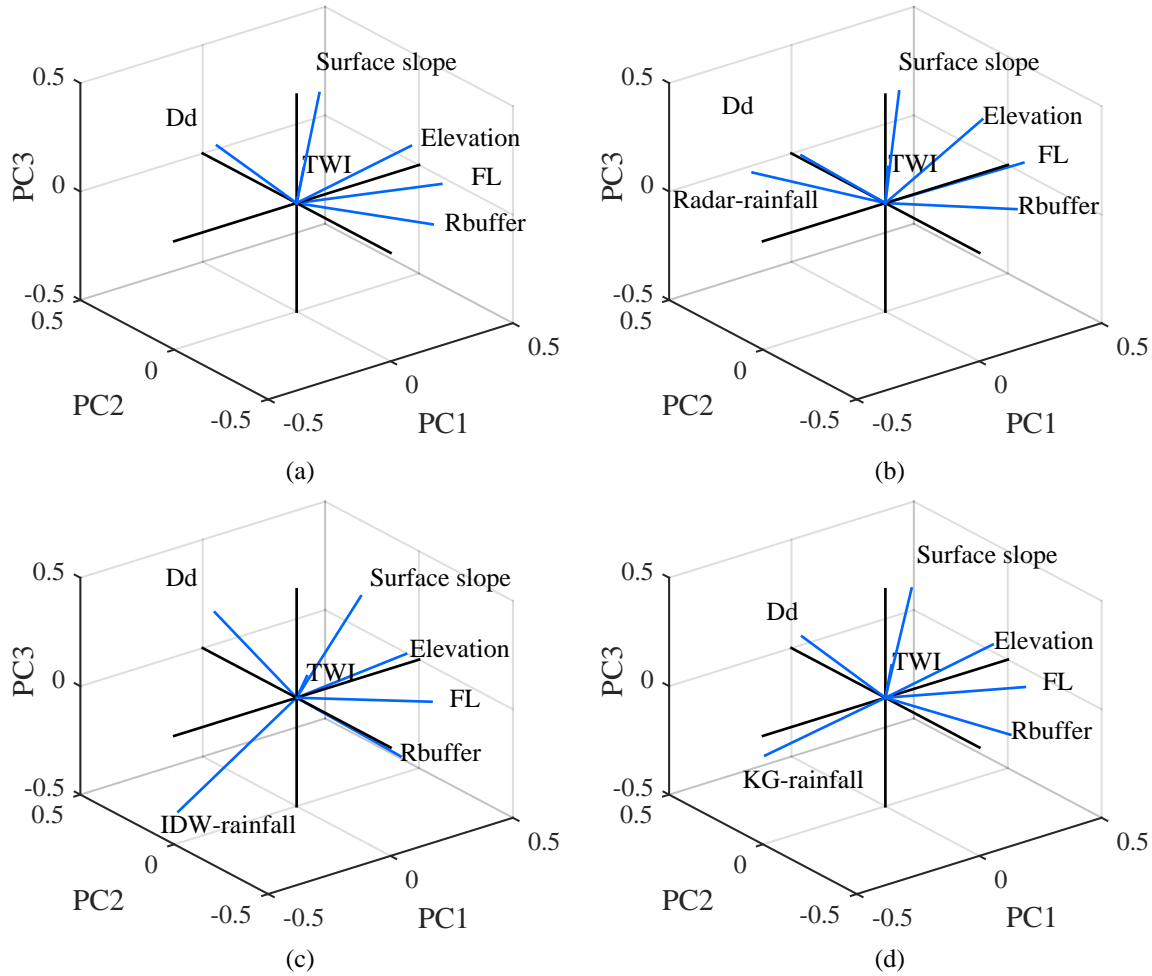 0.5
Surface slope
Dd
Elevation
TWI
FL
PC3
0
Rbuffer
-0.5
0.5
0.5
0
0
PC2
-0.5
-0.5
PC1
(a)
0.5
Surface slope
Dd
Elevation
TWI
FL
PC3
0
Radar-rainfall
Rbuffer
-0.5
0.5
0.5
0
0
PC2
-0.5
-0.5
PC1
(b)
0.5
Dd
Surface slope
Elevation
TWI
PC3
0
FL
Rbuffer
-0.5
0.5
IDW-rainfall
0.5
0
0
PC2
-0.5
-0.5
PC1
(c)
0.5
Surface slope
Dd
Elevation
TWI
PC3
0
FL
Rbuffer
KG-rainfall
-0.5
0.5
0.5
0
0
PC2
-0.5
-0.5
PC1
(d)